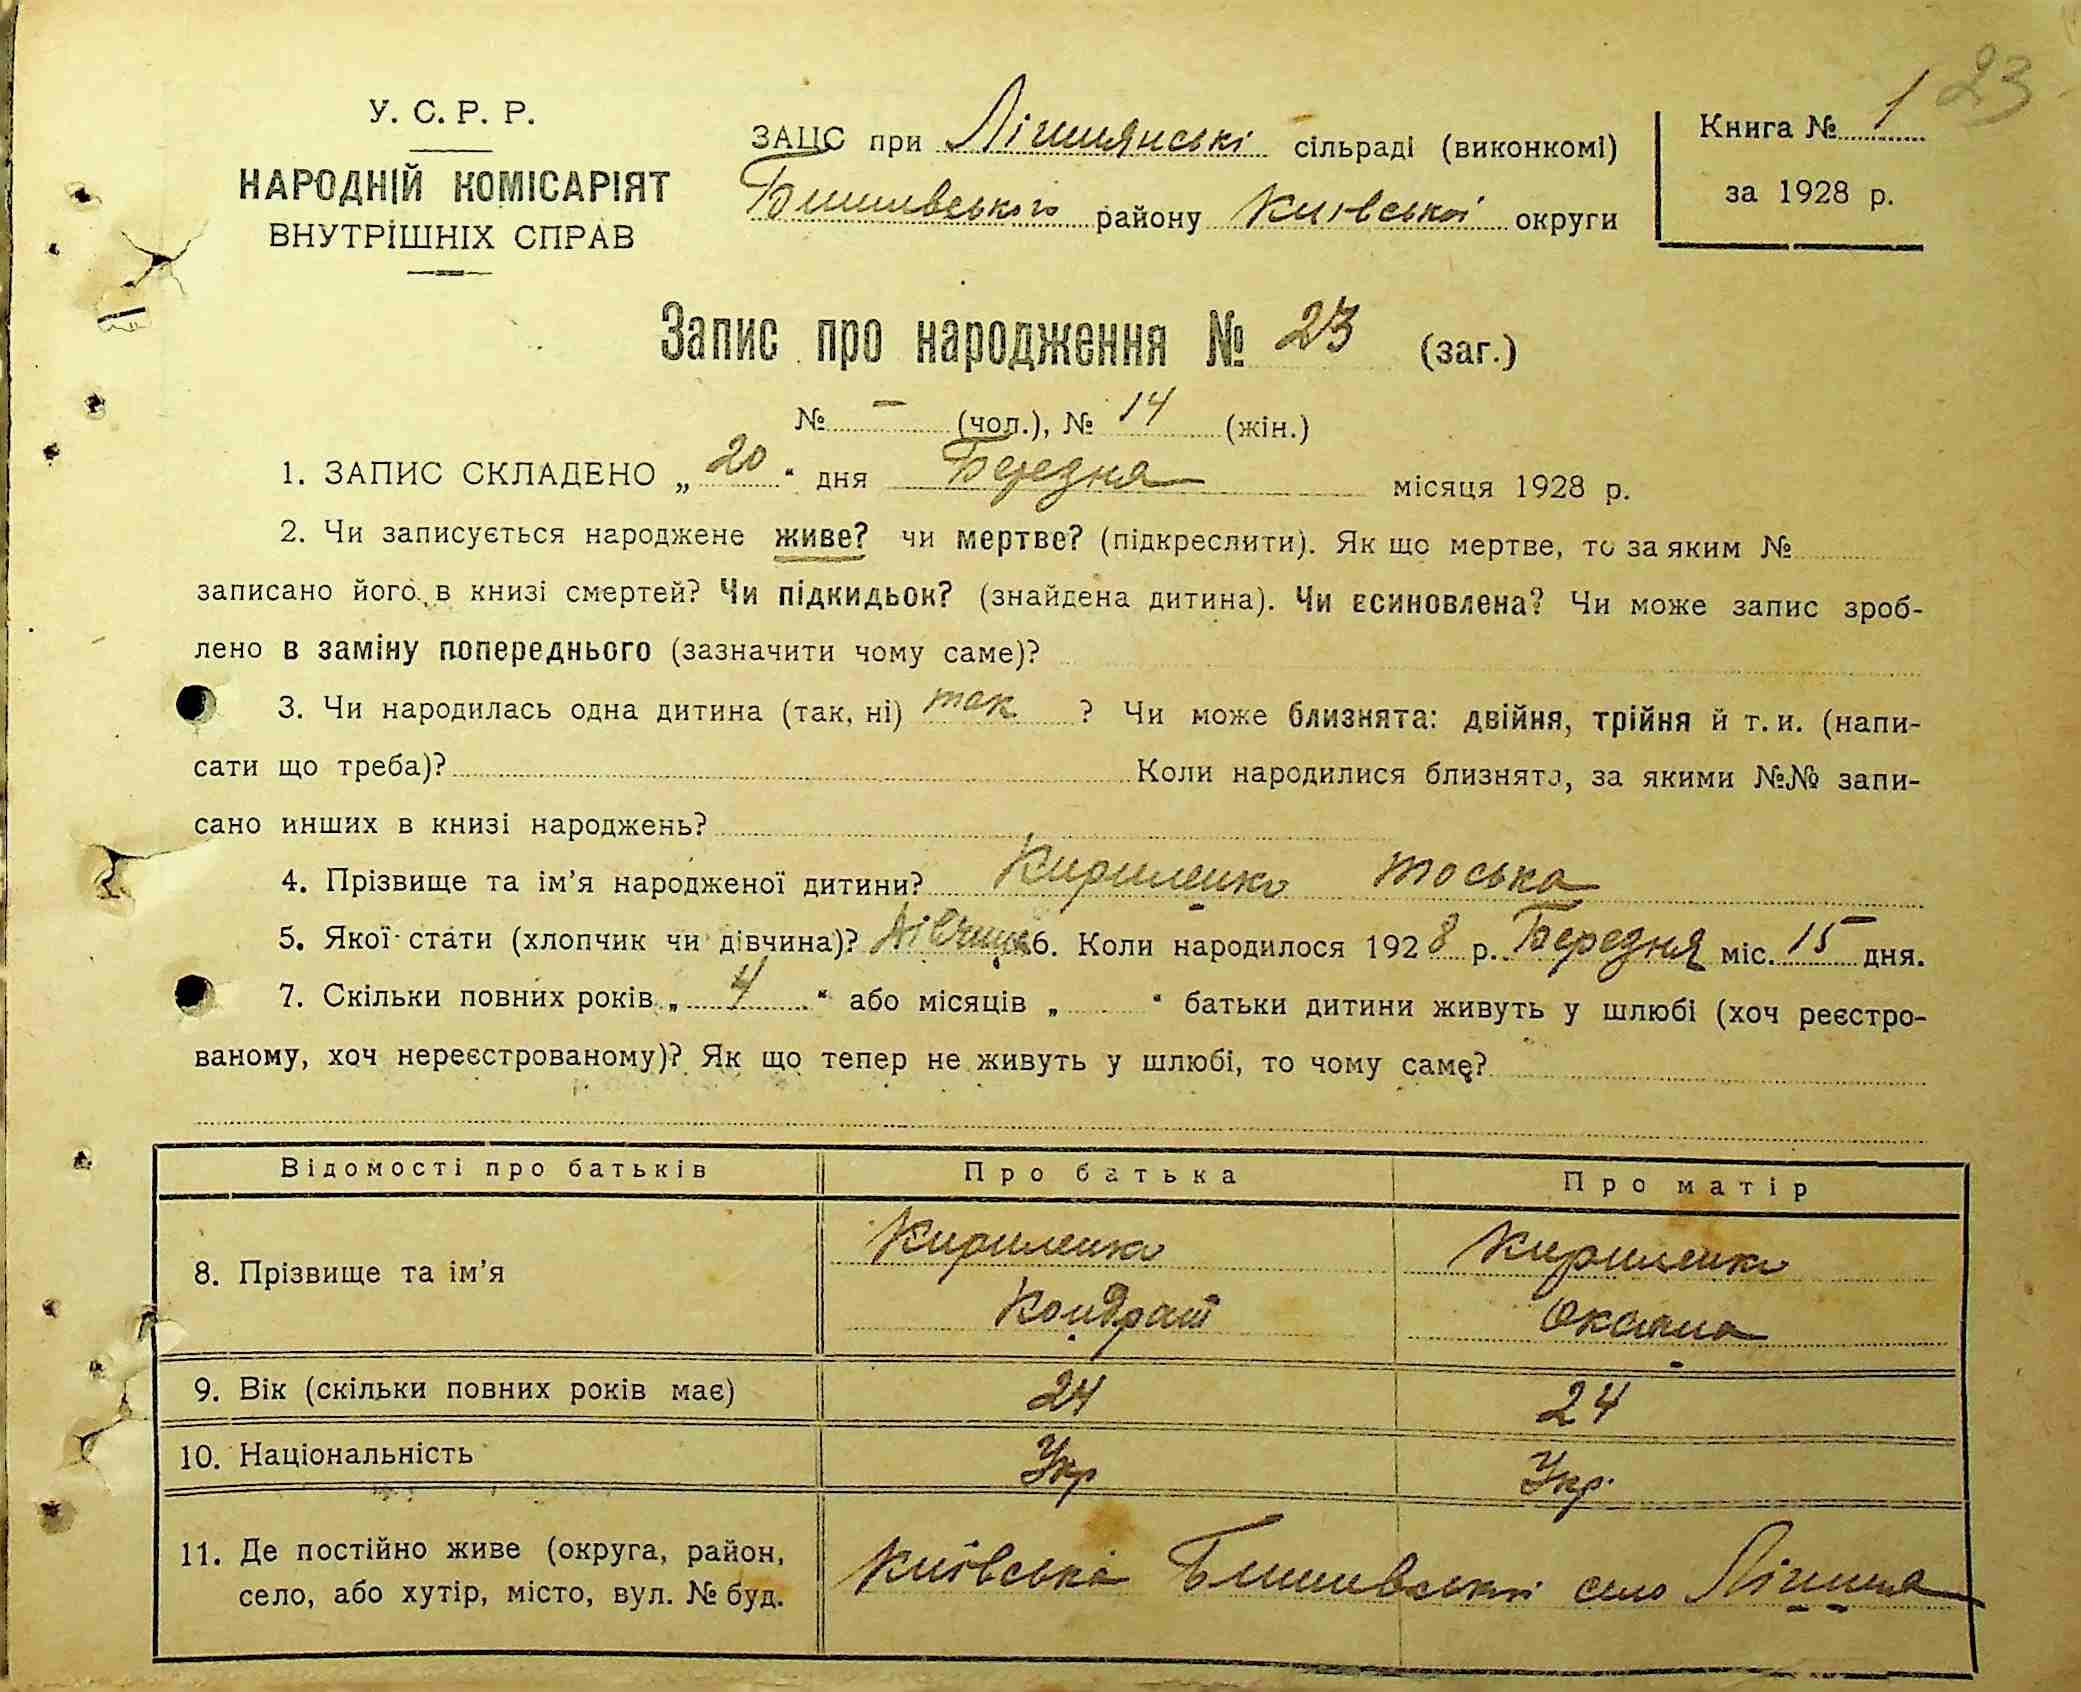 23
У. С. Р. Р.
НАРОДНІЙ КОМІСАРІЯТ
ВНУТРІШНІХ СПРАВ
ЗАЦС при Лішнянські сільраді (виконкомі)
Бишівського району Київської округи
Книга № 1
за 1928 р.
Запис про народження № 23 (заг.)
№ — (чол.), № 14 (жін.)
1. ЗАПИС СКЛАДЕНО „20“ дня Березня місяця 1928 р.
2. Чи записується народжене живе? чи мертве? (підкреслити). Як що мертве, то за яким №
записано його в книзі смертей? Чи підкидьок? (знайдена дитина). Чи всиновлена? Чи може запис зроб-
лено в заміну попереднього (зазначити чому саме)?
3. Чи народилась одна дитина (так, ні) так ? Чи може близнята: двійня, трійня й т. и. (напи-
сати що треба)? Коли народилися близнята, за якими №№ запи-
сано инших в книзі народжень?
4. Прізвище та ім'я народженої дитини? Кириленко Тоська
5. Якої стати (хлопчик чи дівчина)? Дівчина 6. Коли народилося 1928 р. Березня міс. 15 дня.
7. Скільки повних років „4“ або місяців „ “ батьки дитини живуть у шлюбі (хоч реєстро-
ваному, хоч нереєстрованому)? Як що тепер не живуть у шлюбі, то чому саме?
Відомості про батьків Про батька Про матір
8. Прізвище та ім'я Кириленко Кириленко
Кондрат Оксана
9. Вік (скільки повних років має) 24 24
10. Національність Укр Укр.
11. Де постійно живе (округа, район,
село, або хутір, місто, вул. № буд.
Київська Бишівський село Лішня